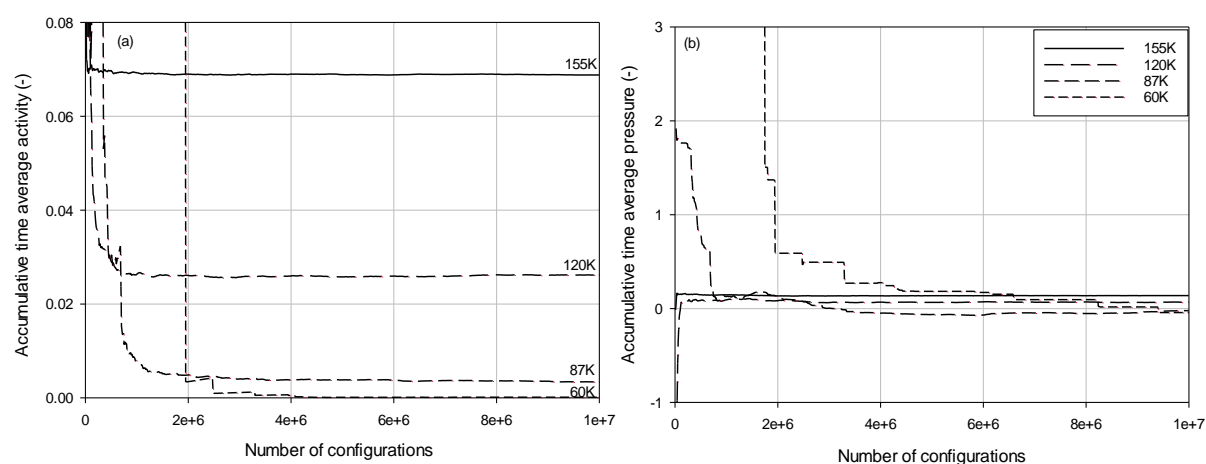 (a)
Accumulative time average activity (-)
0.08
0.06
0.04
0.02
0.00
155K
120K
87K
60K
0 2e+6 4e+6 6e+6 8e+6 1e+7
Number of configurations
(b)
Accumulative time average pressure (-)
3
2
1
0
-1
155K
120K
87K
60K
0 2e+6 4e+6 6e+6 8e+6 1e+7
Number of configurations